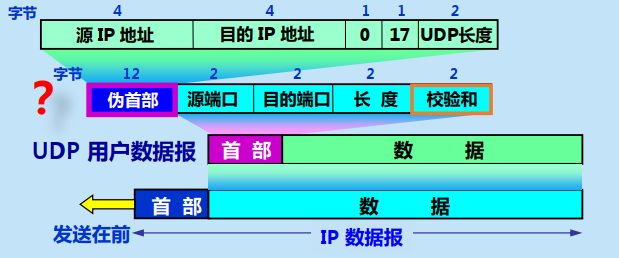 字节 4 4 1 1 2
源 IP 地址 目的 IP 地址 0 17 UDP长度
字节 12 2 2 2 2
? 伪首部 源端口 目的端口 长 度 校验和
UDP 用户数据报 首 部 数 据
首 部 数 据
发送在前 IP 数据报